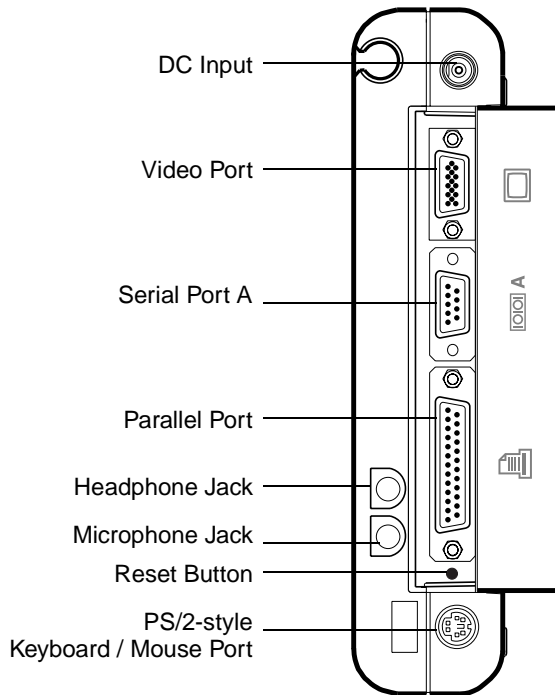 DC Input
Video Port
Serial Port A
A
Parallel Port
Headphone Jack
Microphone Jack
Reset Button
PS/2-style
Keyboard / Mouse Port